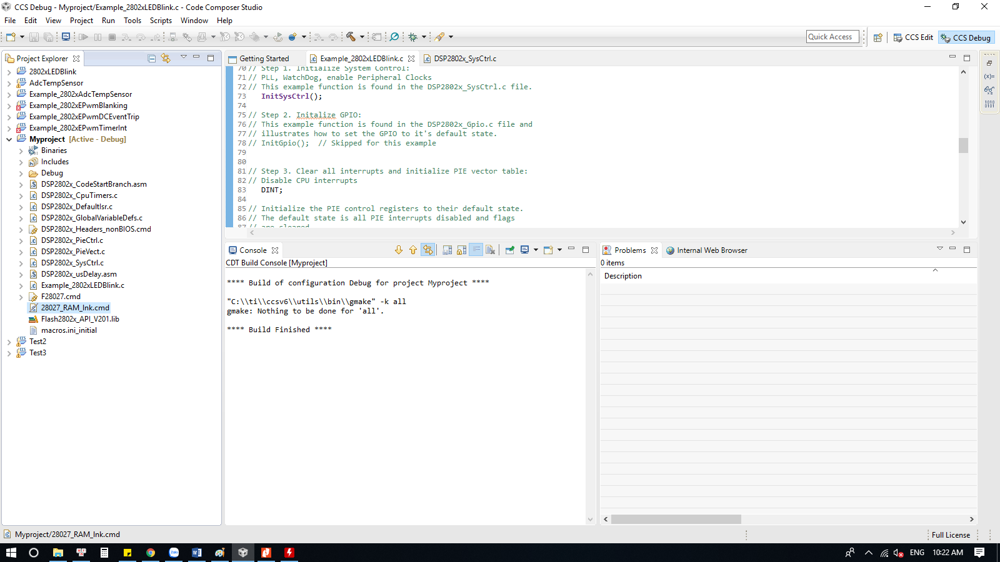 CCS Debug - Myproject/Example_2802xLEDBlink.c - Code Composer Studio
File Edit View Project Run Tools Scripts Window Help
Quick Access
CCS Edit
CCS Debug
Project Explorer
2802xLEDBlink
AdcTempSensor
Example_2802xAdcTempSensor
Example_2802xEPwmBlanking
Example_2802xEPwmDCEventTrip
Example_2802xEPwmTimerInt
Myproject [Active - Debug]
Binaries
Includes
Debug
DSP2802x_CodeStartBranch.asm
DSP2802x_CpuTimers.c
DSP2802x_DefaultIsr.c
DSP2802x_GlobalVariableDefs.c
DSP2802x_Headers_nonBIOS.cmd
DSP2802x_PieCtrl.c
DSP2802x_PieVect.c
DSP2802x_SysCtrl.c
DSP2802x_usDelay.asm
Example_2802xLEDBlink.c
F28027.cmd
28027_RAM_lnk.cmd
Flash2802x_API_V201.lib
macros.ini_initial
Test2
Test3
Getting Started
Example_2802xLEDBlink.c
DSP2802x_SysCtrl.c
70 // Step 1. Initialize System Control:
71 // PLL, WatchDog, enable Peripheral Clocks
72 // This example function is found in the DSP2802x_SysCtrl.c file.
73 InitSysCtrl();
74
75 // Step 2. Initalize GPIO:
76 // This example function is found in the DSP2802x_Gpio.c file and
77 // illustrates how to set the GPIO to it's default state.
78 // InitGpio(); // Skipped for this example
79
80
81 // Step 3. Clear all interrupts and initialize PIE vector table:
82 // Disable CPU interrupts
83 DINT;
84
85 // Initialize the PIE control registers to their default state.
86 // The default state is all PIE interrupts disabled and flags
87 // are cleared
Console
CDT Build Console [Myproject]
**** Build of configuration Debug for project Myproject ****
"C:\\ti\\ccsv6\\utils\\bin\\gmake" -k all
gmake: Nothing to be done for 'all'.
**** Build Finished ****
Problems
Internal Web Browser
0 items
Description
(x)=
1010
0101
Myproject/28027_RAM_lnk.cmd
Full License
Zalo
ENG
10:22 AM